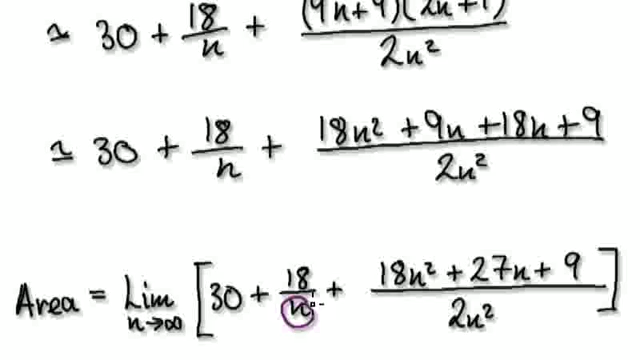 ≃ 30 + 18/n + (9n+9)(2n+1)/2n²
≃ 30 + 18/n + 18n² + 9n + 18n + 9/2n²
Area = Lim n→∞ [30 + 18/n + 18n² + 27n + 9/2n²]